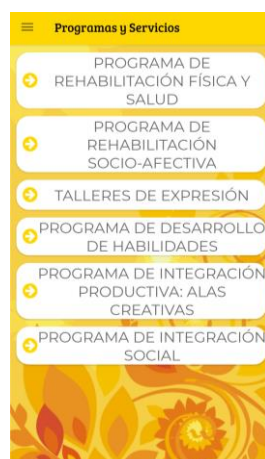 Programas y Servicios
PROGRAMA DE
REHABILITACIÓN FÍSICA Y
SALUD
PROGRAMA DE
REHABILITACIÓN
SOCIO-AFECTIVA
TALLERES DE EXPRESIÓN
PROGRAMA DE DESARROLLO
DE HABILIDADES
PROGRAMA DE INTEGRACIÓN
PRODUCTIVA: ALAS
CREATIVAS
PROGRAMA DE INTEGRACIÓN
SOCIAL